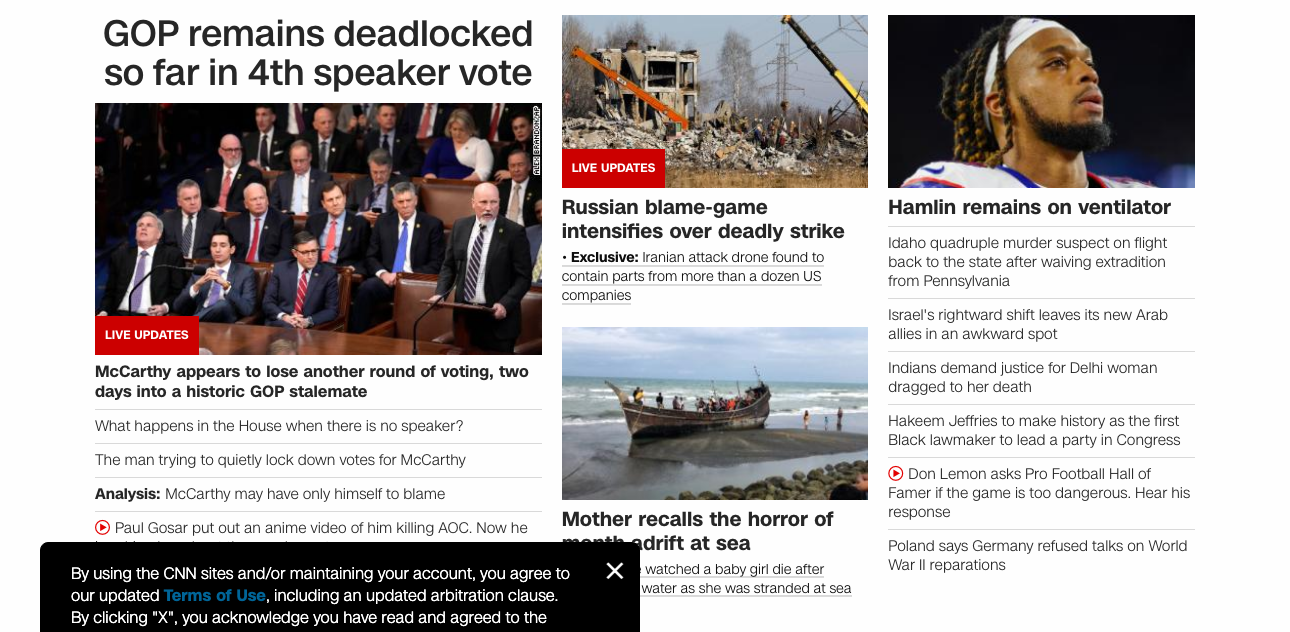 GOP remains deadlocked
so far in 4th speaker vote
ALEX BRANDON/AP
LIVE UPDATES
McCarthy appears to lose another round of voting, two
days into a historic GOP stalemate
What happens in the House when there is no speaker?
The man trying to quietly lock down votes for McCarthy
Analysis: McCarthy may have only himself to blame
Paul Gosar put out an anime video of him killing AOC. Now he
LIVE UPDATES
Russian blame-game
intensifies over deadly strike
• Exclusive: Iranian attack drone found to
contain parts from more than a dozen US
companies
Mother recalls the horror of
month adrift at sea
watched a baby girl die after
water as she was stranded at sea
Hamlin remains on ventilator
Idaho quadruple murder suspect on flight
back to the state after waiving extradition
from Pennsylvania
Israel's rightward shift leaves its new Arab
allies in an awkward spot
Indians demand justice for Delhi woman
dragged to her death
Hakeem Jeffries to make history as the first
Black lawmaker to lead a party in Congress
Don Lemon asks Pro Football Hall of
Famer if the game is too dangerous. Hear his
response
Poland says Germany refused talks on World
War II reparations
By using the CNN sites and/or maintaining your account, you agree to
our updated Terms of Use, including an updated arbitration clause.
By clicking "X", you acknowledge you have read and agreed to the